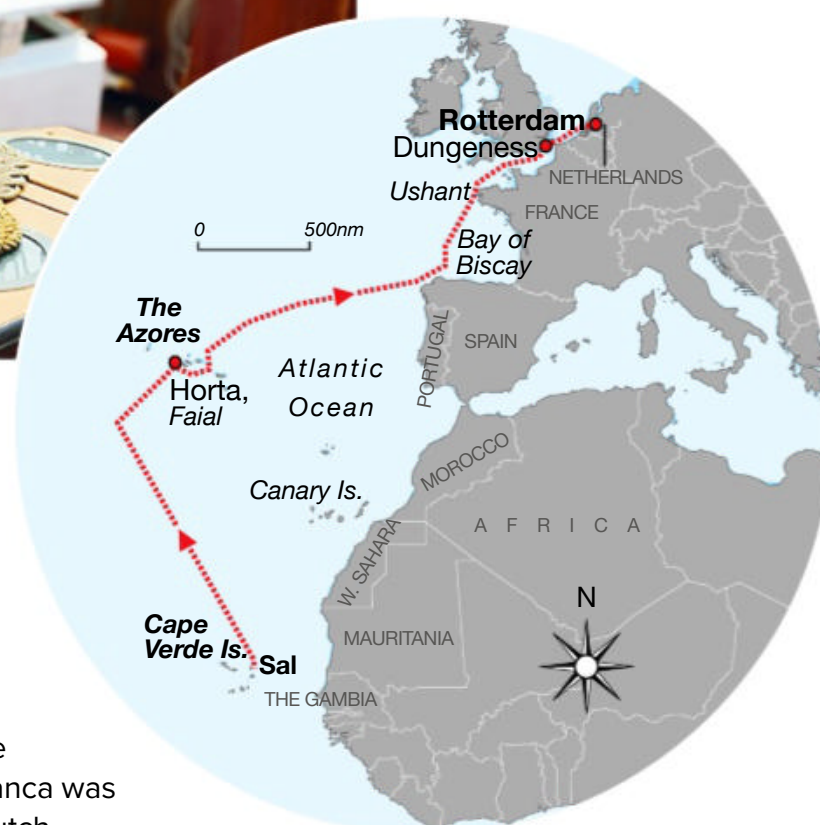 Rotterdam
Dungeness
NETHERLANDS
Ushant
FRANCE
0 500nm
Bay of
Biscay
The
Azores
PORTUGAL
SPAIN
Horta,
Faial
Atlantic
Ocean
MOROCCO
Canary Is.
AFRICA
W. SAHARA
N
Cape
Verde Is.
Sal
MAURITANIA
THE GAMBIA
was